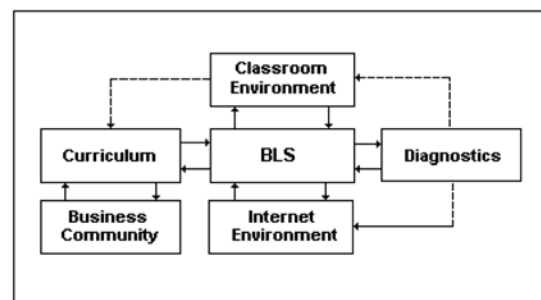 Classroom
Environment
Curriculum
BLS
Diagnostics
Business
Community
Internet
Environment